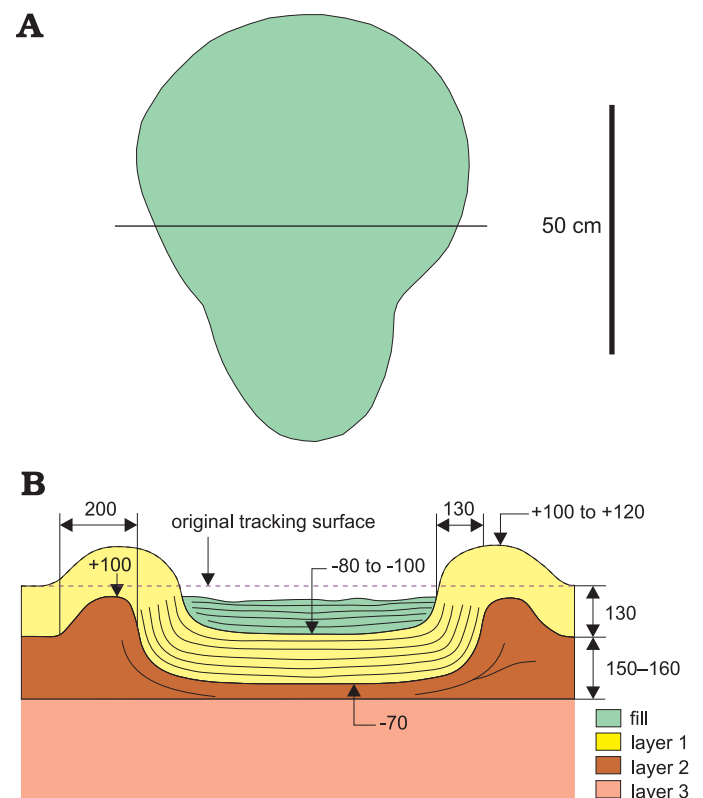 A
50 cm
B
200
130
+100 to +120
original tracking surface
+100
-80 to -100
130
150–160
-70
fill
layer 1
layer 2
layer 3